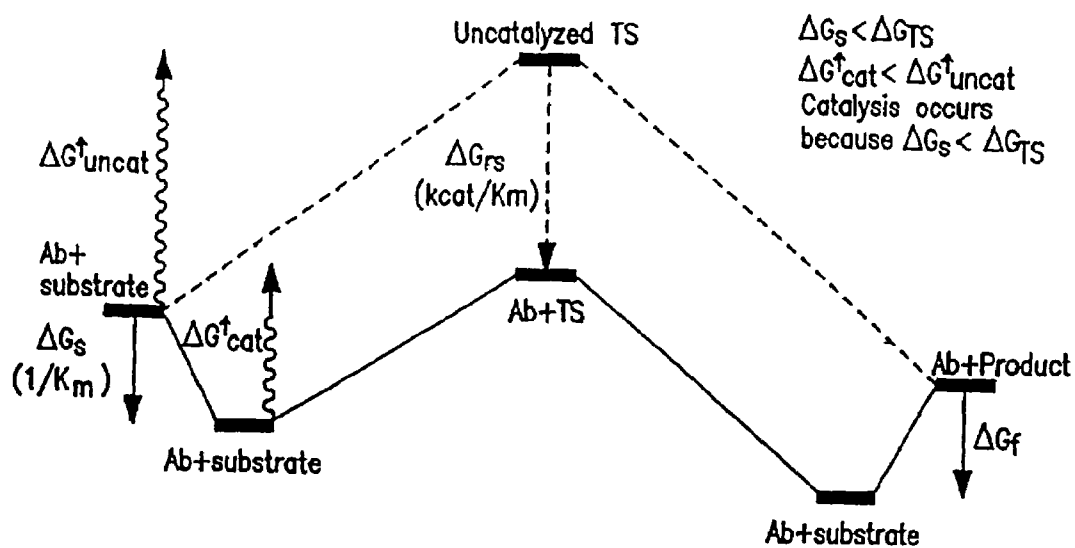 Uncatalyzed TS
ΔGs<ΔGTS
ΔG†cat<ΔG†uncat
Catalysis occurs
because ΔGs<ΔGTS
ΔG†uncat
ΔGrs
(kcat/Km)
Ab+
substrate
ΔGs
(1/Km)
ΔG†cat
Ab+TS
Ab+substrate
Ab+Product
ΔGf
Ab+substrate